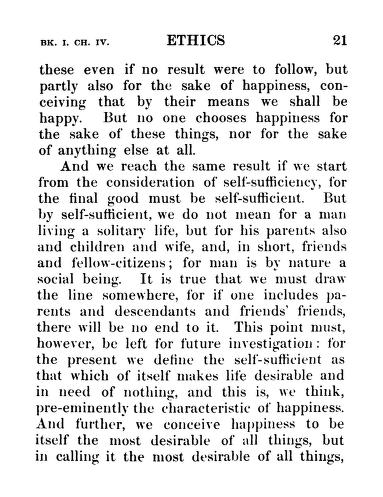 BK. I. CH. IV. ETHICS 21
these even if no result were to follow, but
partly also for the sake of happiness, con-
ceiving that by their means we shall be
happy. But no one chooses happiness for
the sake of these things, nor for the sake
of anything else at all.
And we reach the same result if we start
from the consideration of self-sufficiency, for
the final good must be self-sufficient. But
by self-sufficient, we do not mean for a man
living a solitary life, but for his parents also
and children and wife, and, in short, friends
and fellow-citizens; for man is by nature a
social being. It is true that we must draw
the line somewhere, for if one includes pa-
rents and descendants and friends' friends,
there will be no end to it. This point must,
however, be left for future investigation: for
the present we define the self-sufficient as
that which of itself makes life desirable and
in need of nothing, and this is, we think,
pre-eminently the characteristic of happiness.
And further, we conceive happiness to be
itself the most desirable of all things, but
in calling it the most desirable of all things,